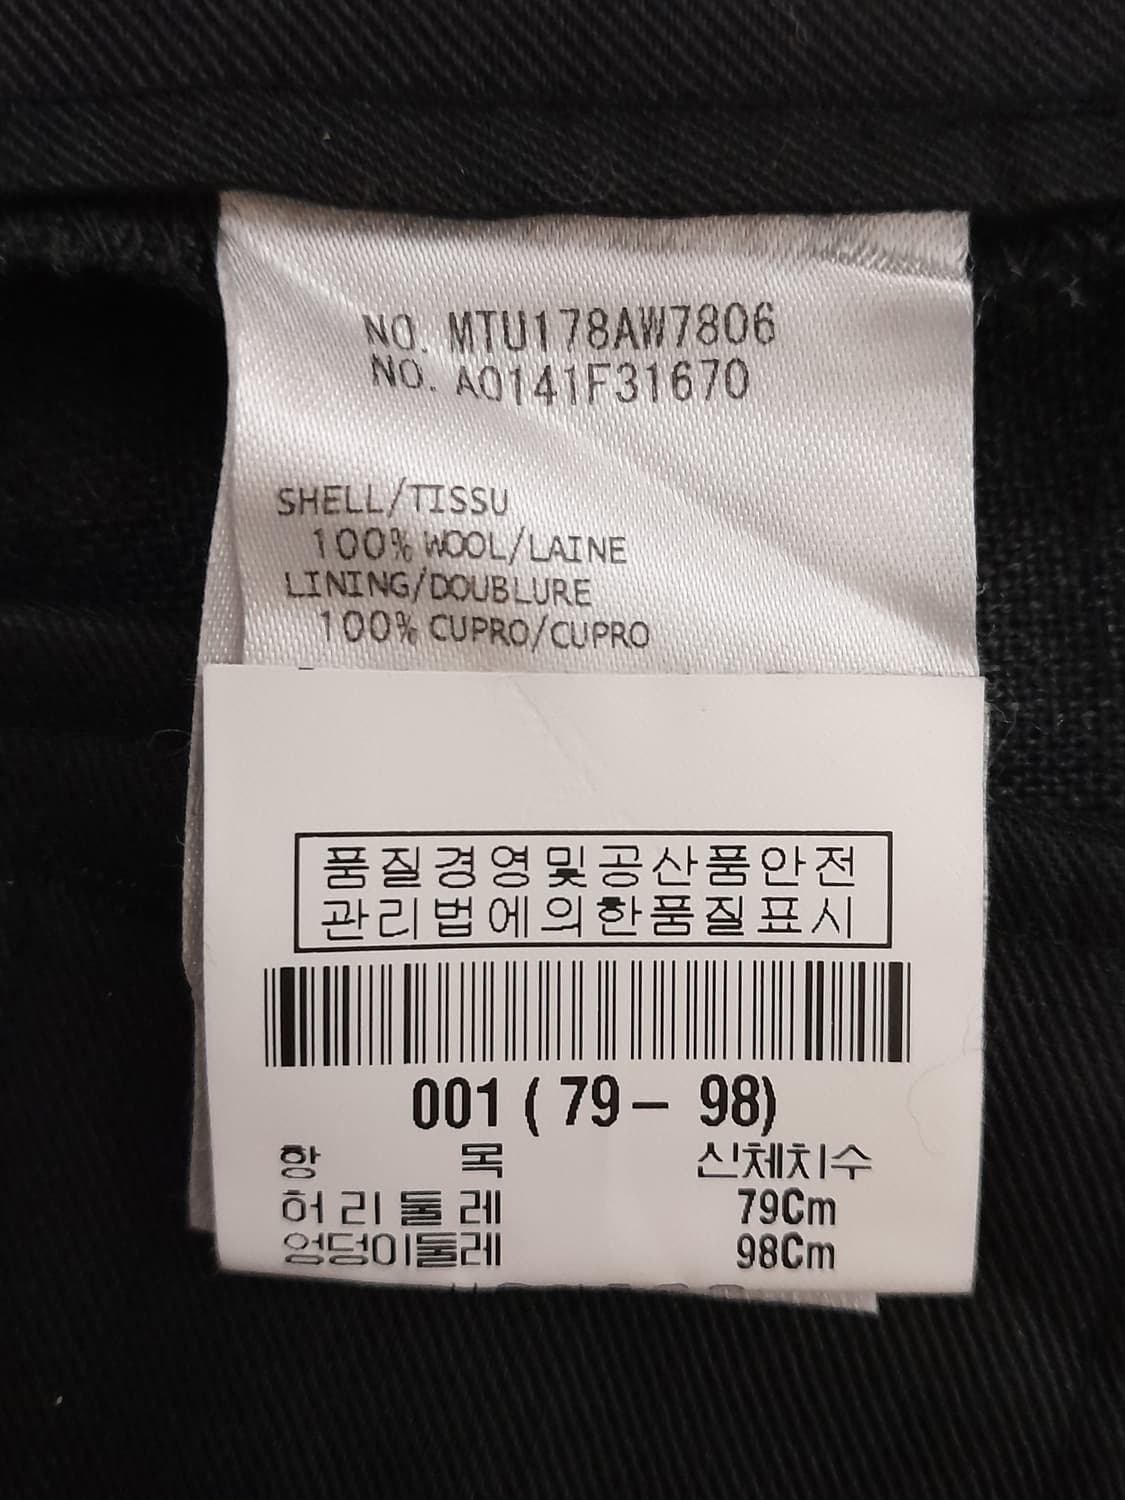 NO. MTU178AW7806
NO. A0141F31670
SHELL/TISSU
100% WOOL/LAINE
LINING/DOUBLURE
100% CUPRO/CUPRO
품질경영및공산품안전
관리법에의한품질표시
001 ( 79 - 98)
항 목 신체치수
허리둘레 79Cm
엉덩이둘레 98Cm